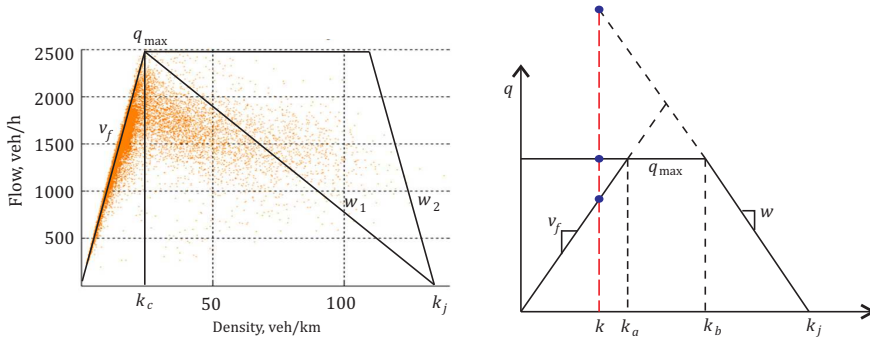 q_max
2500
2000
1500
1000
500
Flow, veh/h
v_f
w_1
w_2
k_c
50
100
k_j
Density, veh/km
q
q_max
v_f
w
k
k_a
k_b
k_j